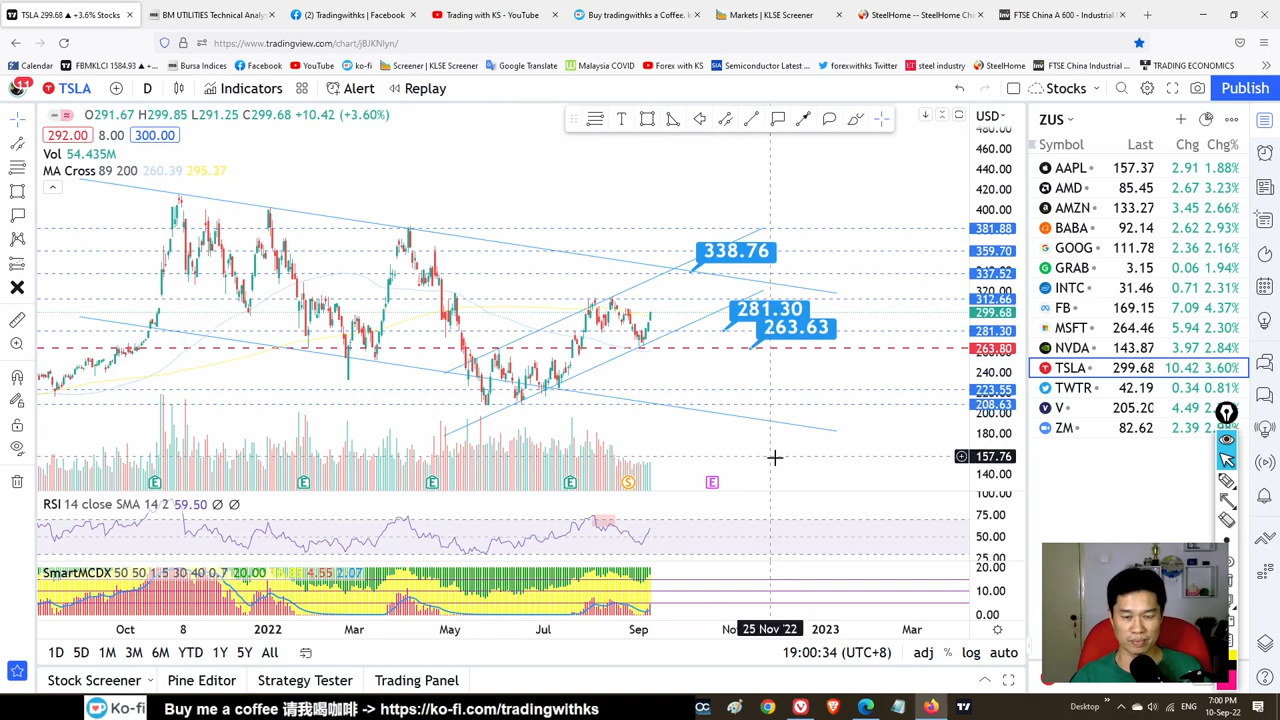 TSLA 299.68 ▲ +3.6% Stocks
BM UTILITIES Technical Analys
(2) Tradingwithks | Facebook
Trading with KS - YouTube
Buy tradingwithks a Coffee.
Markets | KLSE Screener
SteelHome — SteelHome Ch
FTSE China A 600 - Industrial
https://www.tradingview.com/chart/jBJKNlyn/
Calendar
FBMKLCI 1584.93 ▲
Bursa Indices
Facebook
YouTube
ko-fi
Screener | KLSE Screener
Google Translate
Malaysia COVID
Forex with KS
Semiconductor Latest ...
forexwithks Twitter
steel industry
SteelHome
FTSE China Industrial ...
TRADING ECONOMICS
11
TSLA
D
Indicators
Alert
Replay
Stocks
Publish
O291.67 H299.85 L291.25 C299.68 +10.42 (+3.60%)
292.00 8.00 300.00
Vol 54.435M
MA Cross 89 200 260.39 295.37
USD
480.00
460.00
440.00
420.00
400.00
381.88
359.70
337.52
320.00
312.66
299.68
281.30
263.80
240.00
223.55
208.63
200.00
180.00
157.76
140.00
338.76
281.30
263.63
E
E
E
E
S
E
RSI 14 close SMA 14 2 59.50 Ø Ø
100.00
75.00
50.00
25.00
SmartMCDX 50 50 1.5 30 40 0.7 20.00 4.55 2.07
20.00
10.00
0.00
Oct 8 2022 Mar May Jul Sep 25 Nov '22 2023 Mar
1D 5D 1M 3M 6M YTD 1Y 5Y All
19:00:34 (UTC+8)
adj % log auto
Stock Screener
Pine Editor
Strategy Tester
Trading Panel
ZUS
Symbol Last Chg Chg%
AAPL 157.37 2.91 1.88%
AMD 85.45 2.67 3.23%
AMZN 133.27 3.45 2.66%
BABA 92.14 2.62 2.93%
GOOG 111.78 2.36 2.16%
GRAB 3.15 0.06 1.94%
INTC 31.46 0.71 2.31%
FB 169.15 7.09 4.37%
MSFT 264.46 5.94 2.30%
NVDA 143.87 3.97 2.84%
TSLA 299.68 10.42 3.60%
TWTR 42.19 0.34 0.81%
V 205.20 4.49
ZM 82.62 2.39 2.98%
Ko-fi
Buy me a coffee 请我喝咖啡 -> https://ko-fi.com/tradingwithks
Desktop
ENG
7:00 PM
10-Sep-22